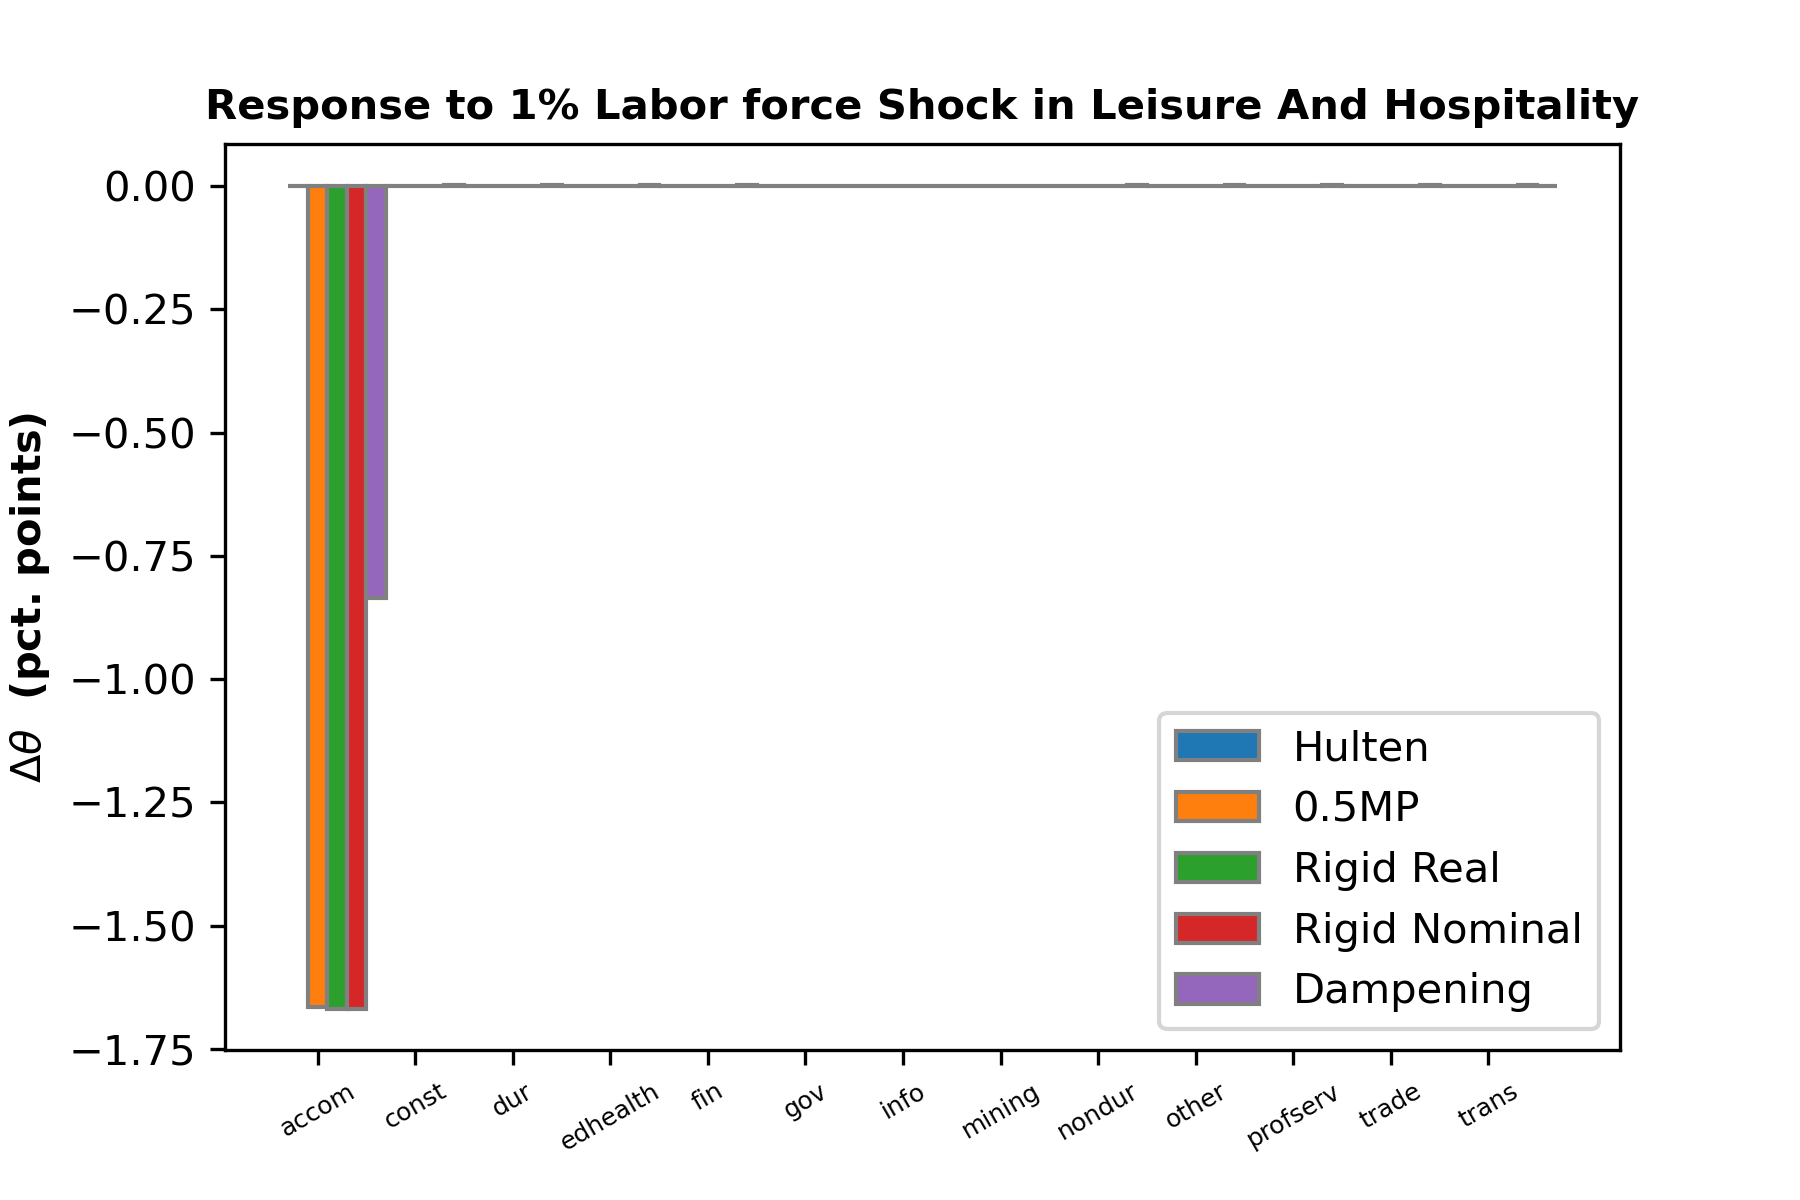 Response to 1% Labor force Shock in Leisure And Hospitality
Δθ (pct. points)
0.00
−0.25
−0.50
−0.75
−1.00
−1.25
−1.50
−1.75
accom
const
dur
edhealth
fin
gov
info
mining
nondur
other
profserv
trade
trans
Hulten
0.5MP
Rigid Real
Rigid Nominal
Dampening